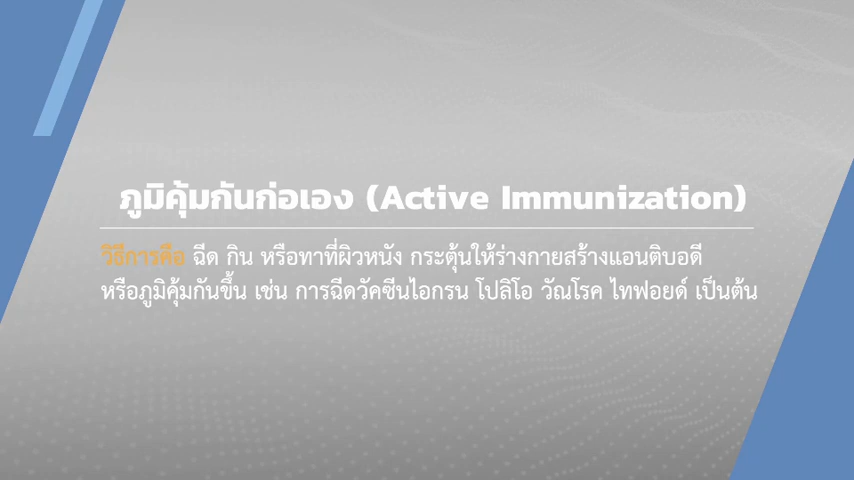 ภูมิคุ้มกันก่อเอง (Active Immunization)
วิธีการคือ ฉีด กิน หรือทาที่ผิวหนัง กระตุ้นให้ร่างกายสร้างแอนติบอดี
หรือภูมิคุ้มกันขึ้น เช่น การฉีดวัคซีนไอกรน โปลิโอ วัณโรค ไทฟอยด์ เป็นต้น